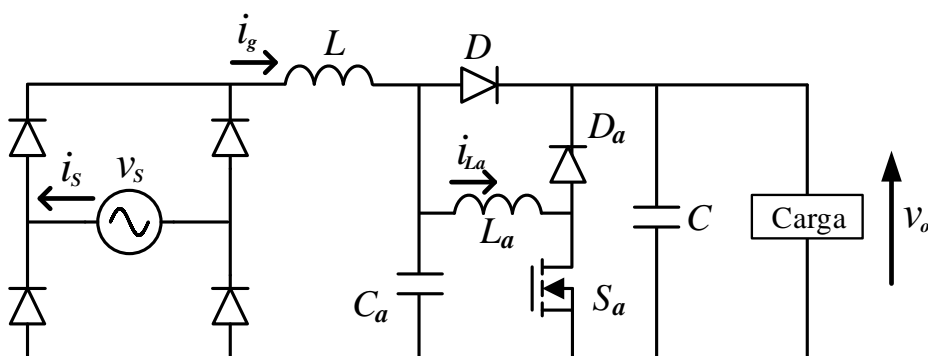 i_g
L
D
D_a
i_s
v_s
i_La
L_a
C
Carga
v_o
C_a
S_a